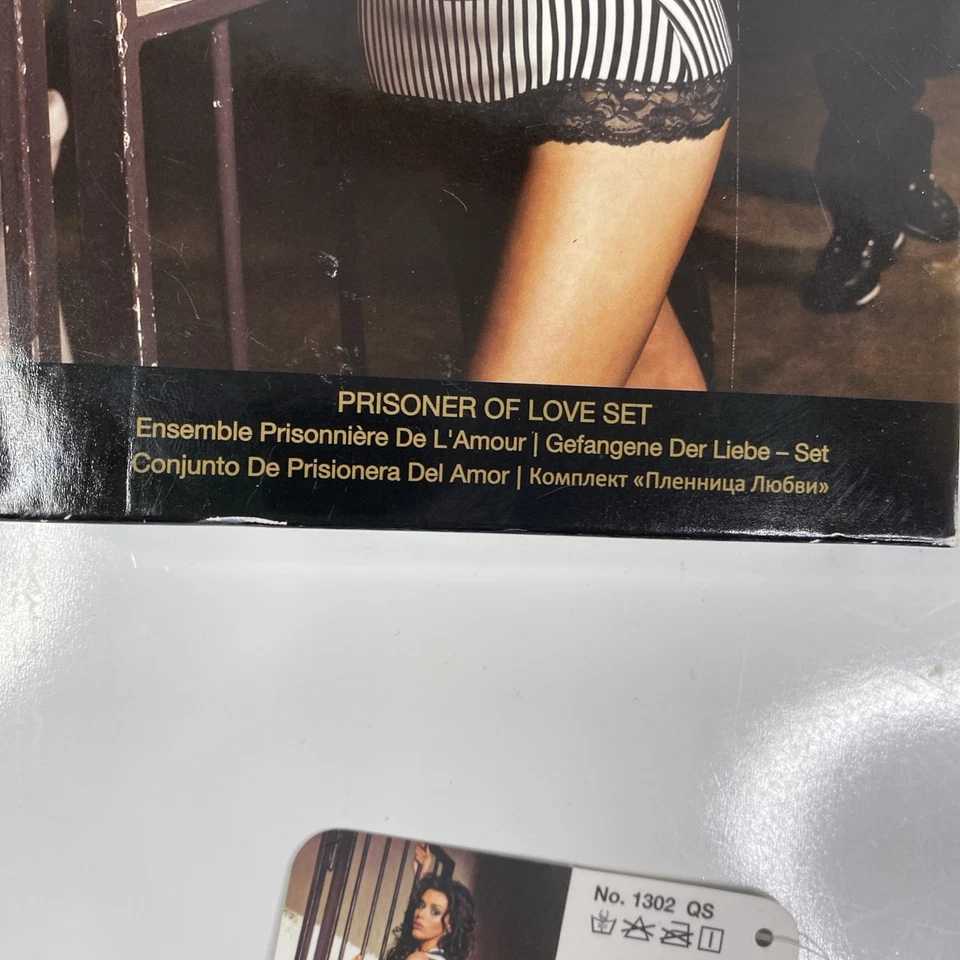 PRISONER OF LOVE SET
Ensemble Prisonnière De L'Amour | Gefangene Der Liebe – Set
Conjunto De Prisionera Del Amor | Комплект «Пленница Любви»
No. 1302 QS